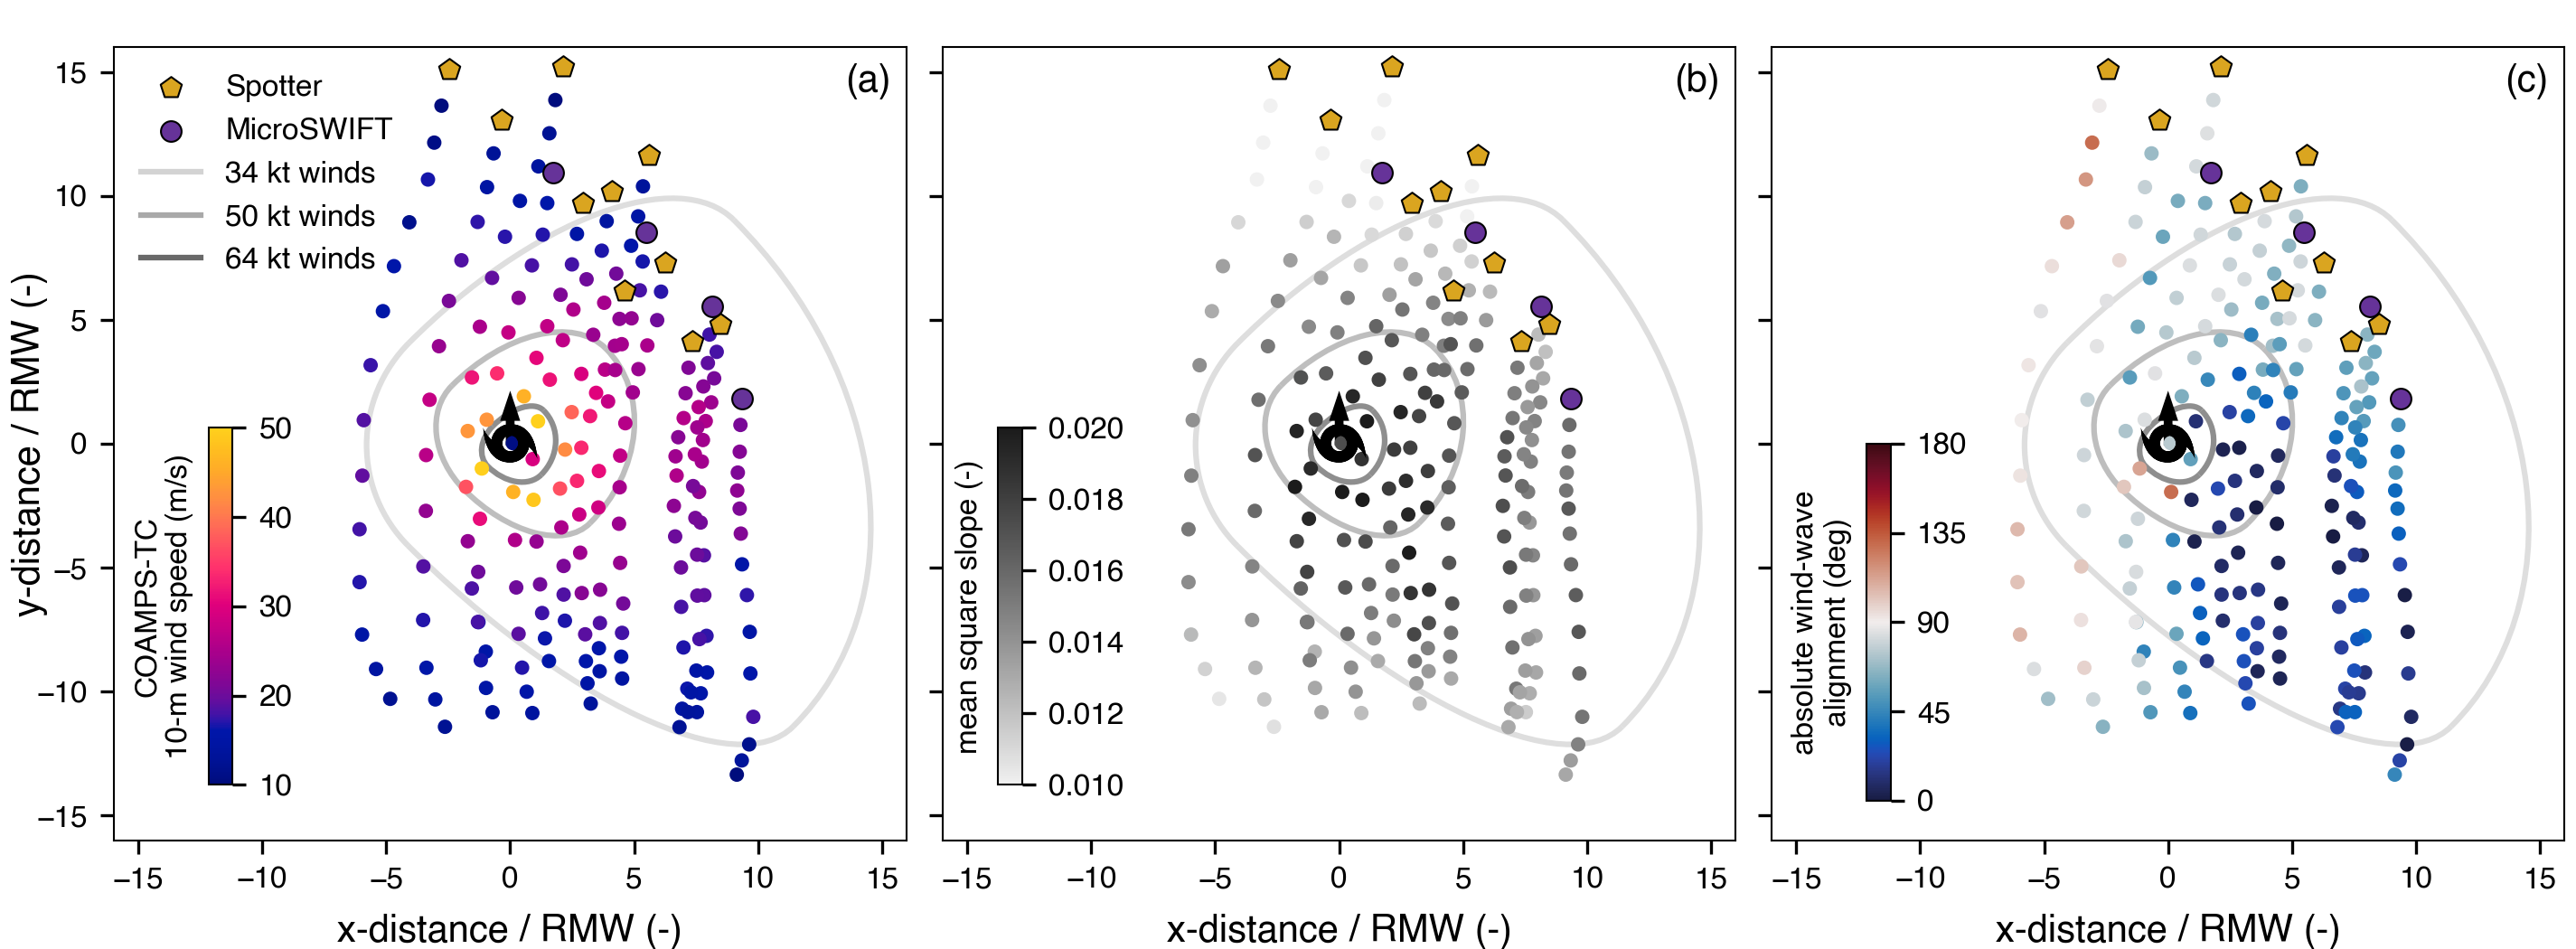 (a)
Spotter
MicroSWIFT
34 kt winds
50 kt winds
64 kt winds
15
10
5
0
−5
−10
−15
y-distance / RMW (-)
COAMPS-TC
10-m wind speed (m/s)
50
40
30
20
10
−15
−10
−5
0
5
10
15
x-distance / RMW (-)
(b)
mean square slope (-)
0.020
0.018
0.016
0.014
0.012
0.010
−15
−10
−5
0
5
10
15
x-distance / RMW (-)
(c)
absolute wind-wave
alignment (deg)
180
135
90
45
0
−15
−10
−5
0
5
10
15
x-distance / RMW (-)